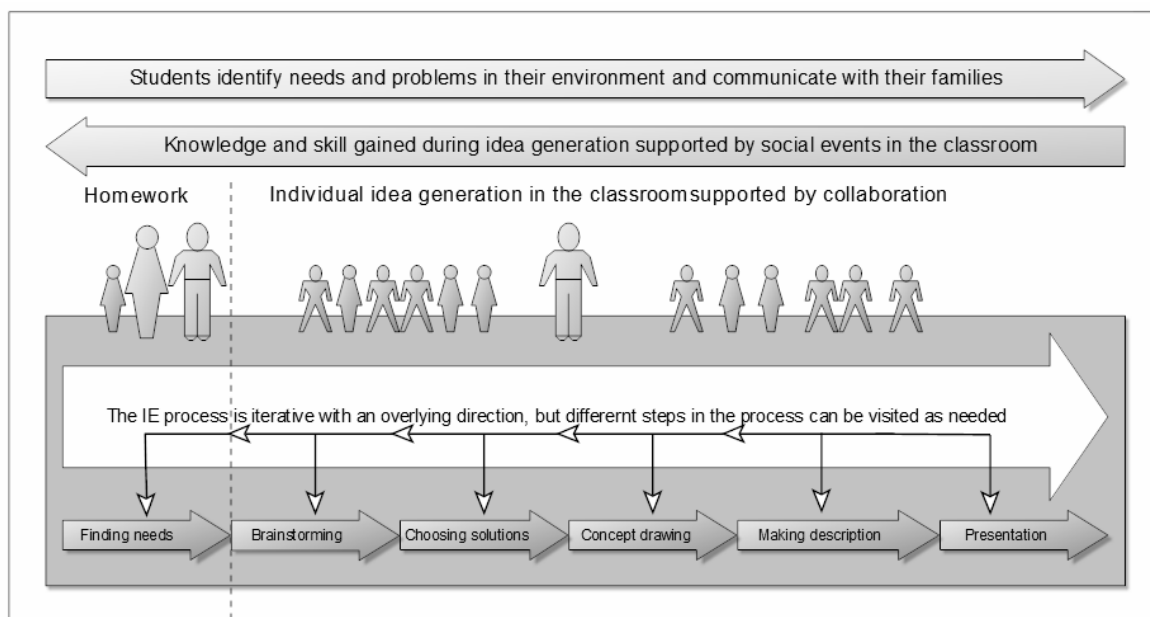 Students identify needs and problems in their environment and communicate with their families
Knowledge and skill gained during idea generation supported by social events in the classroom
Homework
Individual idea generation in the classroomsupported by collaboration
The IE process is iterative with an overlying direction, but differernt steps in the process can be visited as needed
Finding needs
Brainstorming
Choosing solutions
Concept drawing
Making description
Presentation